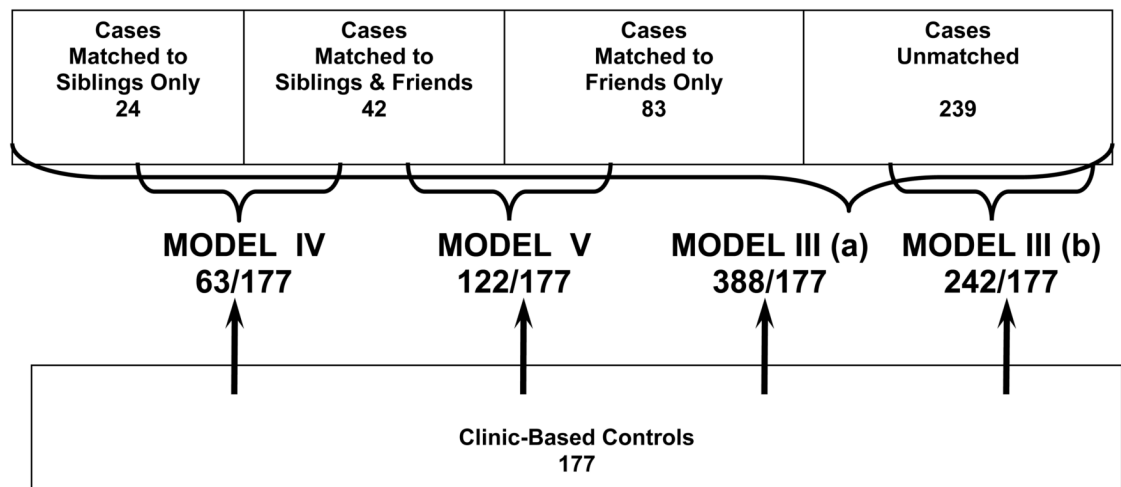 Cases
Matched to
Siblings Only
24
Cases
Matched to
Siblings & Friends
42
Cases
Matched to
Friends Only
83
Cases
Unmatched
239
MODEL IV
63/177
MODEL V
122/177
MODEL III (a)
388/177
MODEL III (b)
242/177
Clinic-Based Controls
177